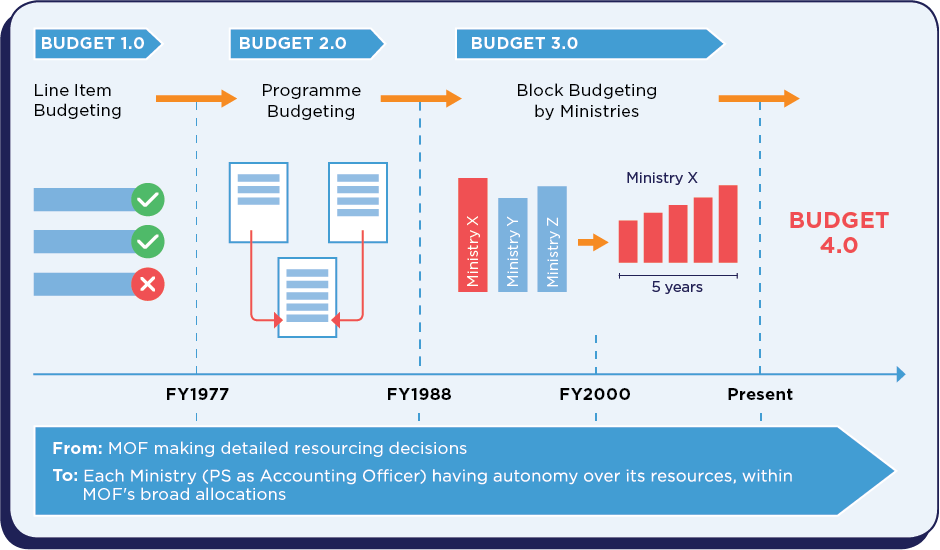 BUDGET 1.0
BUDGET 2.0
BUDGET 3.0
Line Item
Budgeting
Programme
Budgeting
Block Budgeting
by Ministries
Ministry X
Ministry Y
Ministry Z
Ministry X
5 years
BUDGET
4.0
FY1977
FY1988
FY2000
Present
From: MOF making detailed resourcing decisions
To: Each Ministry (PS as Accounting Officer) having autonomy over its resources, within
MOF's broad allocations